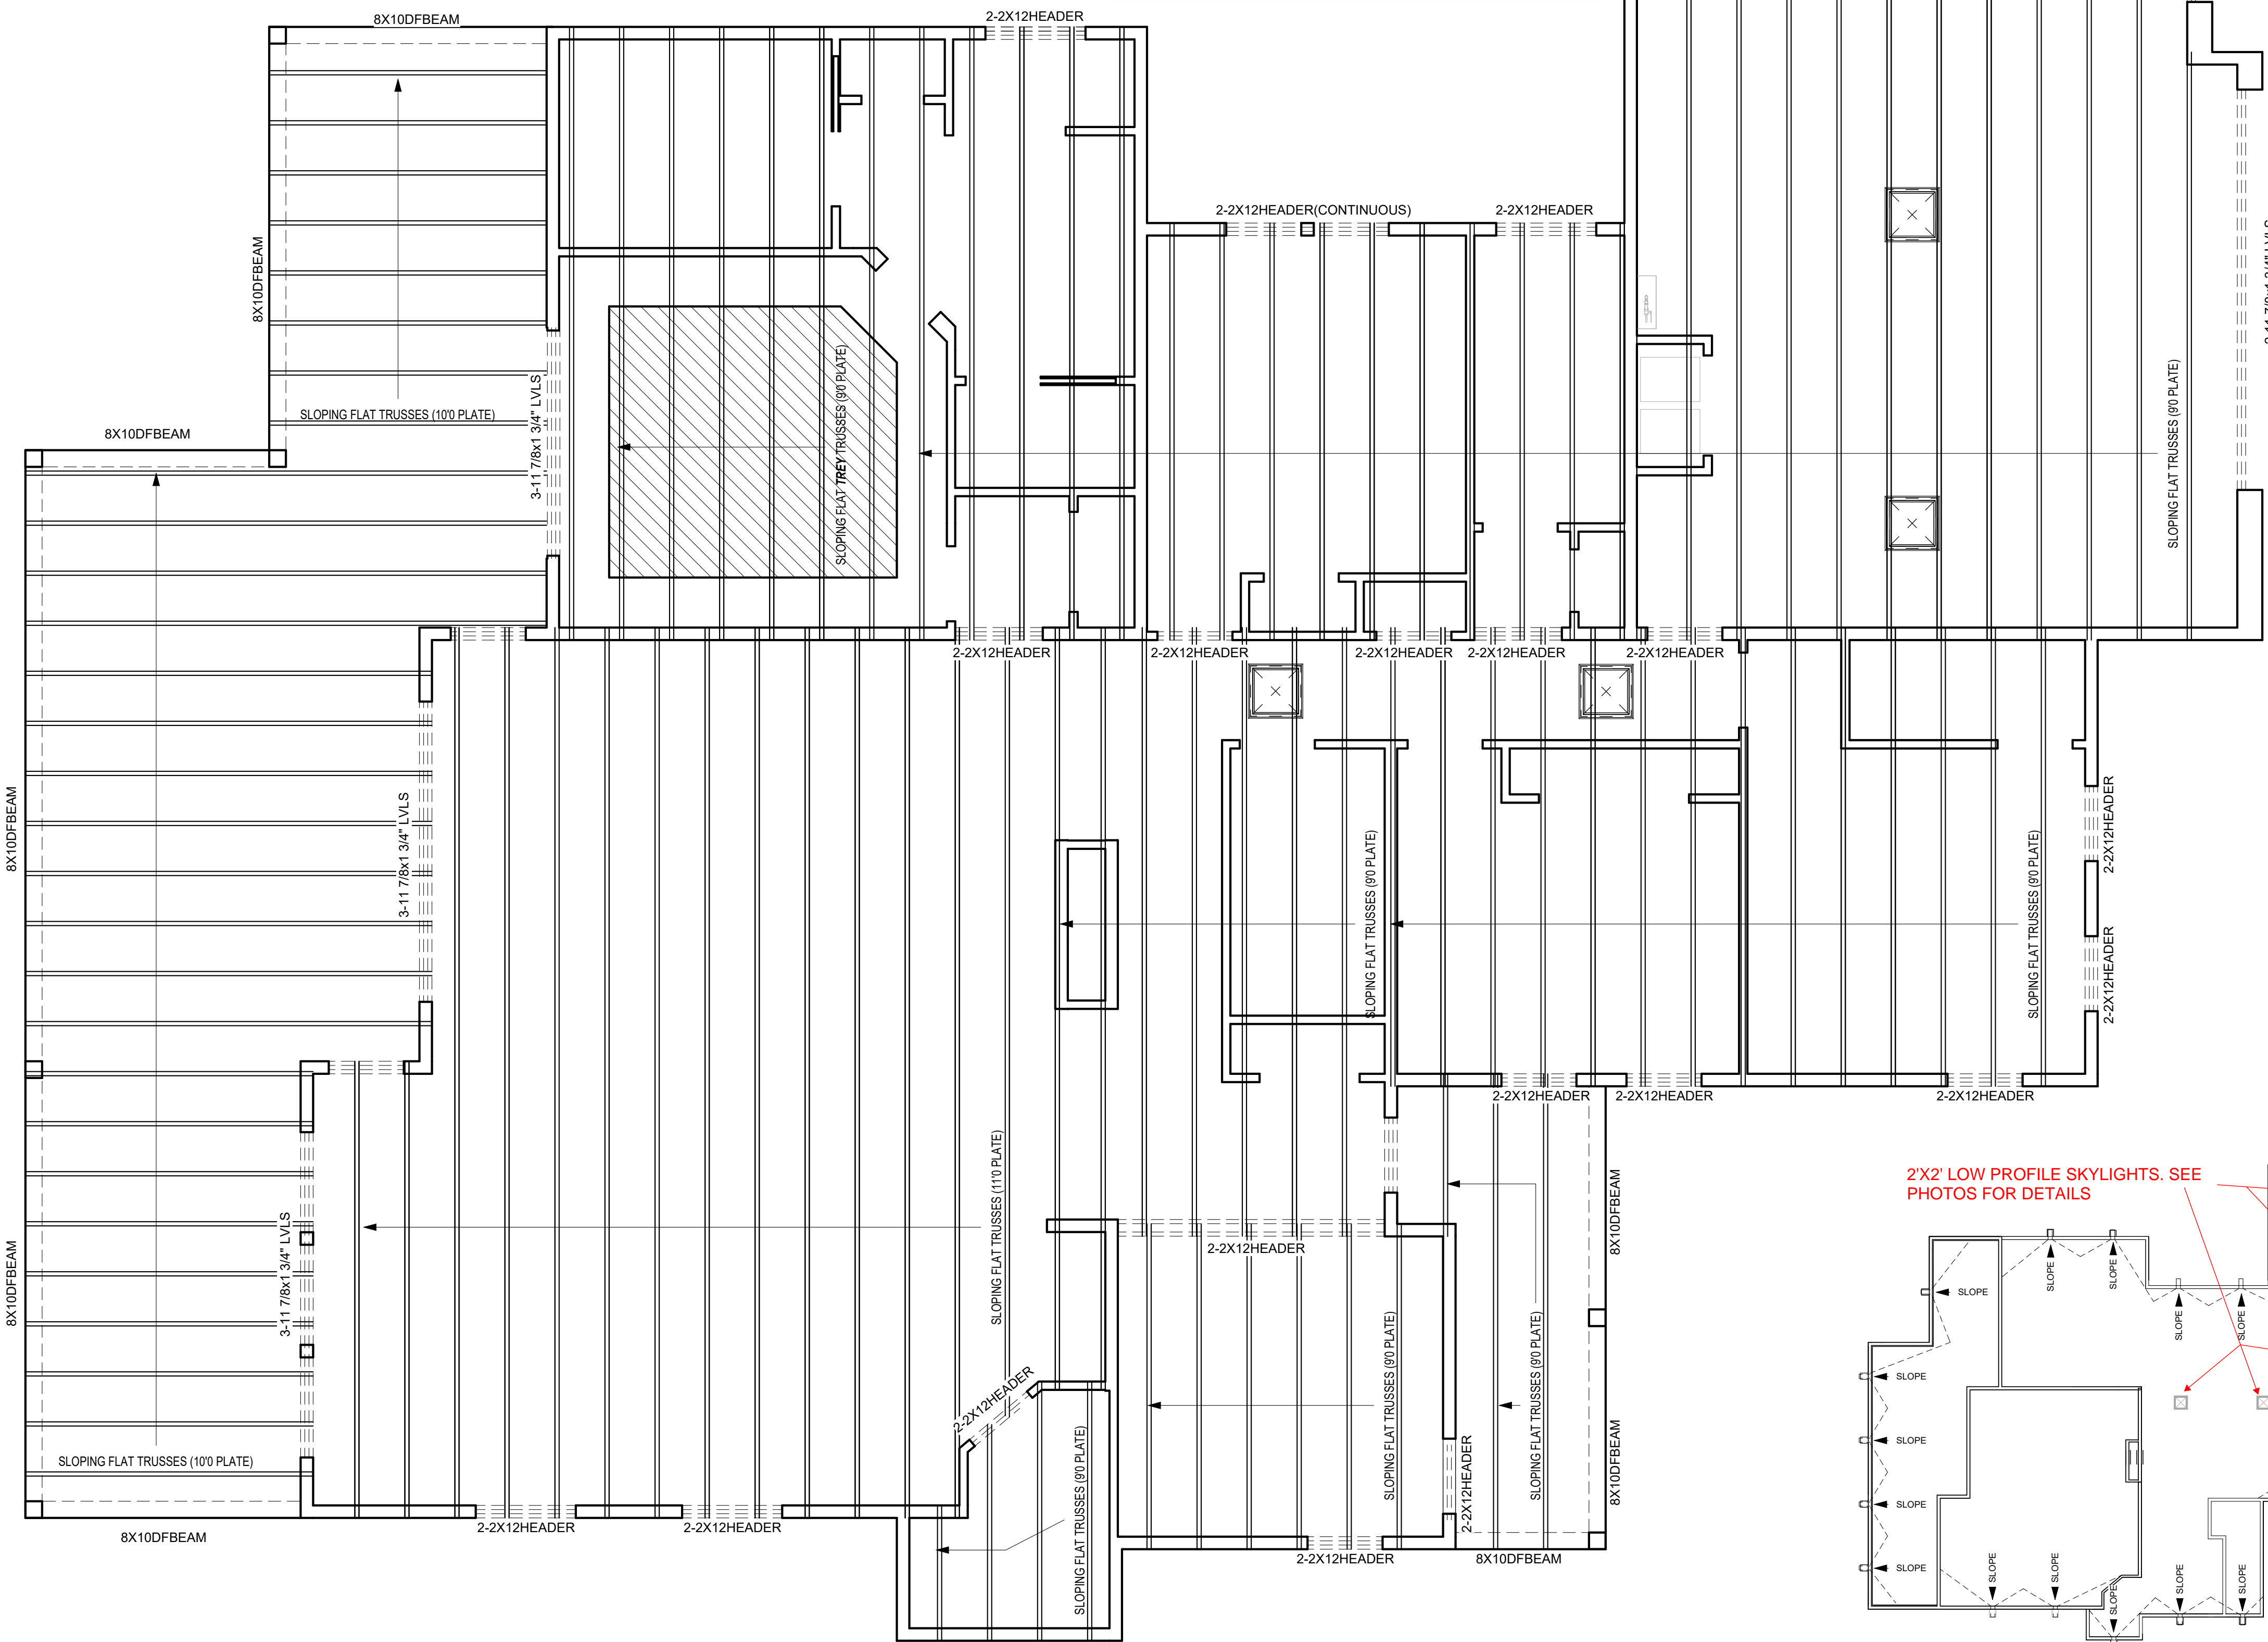 8X10DFBEAM
2-2X12HEADER
8X10DFBEAM
2-2X12HEADER(CONTINUOUS)
2-2X12HEADER
SLOPING FLAT TRUSSES (10'0 PLATE)
8X10DFBEAM
3-11 7/8x1 3/4" LVLS
SLOPING FLAT TREY TRUSSES (9'0 PLATE)
SLOPING FLAT TRUSSES (9'0 PLATE)
2-2X12HEADER
2-2X12HEADER
2-2X12HEADER
2-2X12HEADER
2-2X12HEADER
8X10DFBEAM
3-11 7/8x1 3/4" LVLS
SLOPING FLAT TRUSSES (9'0 PLATE)
SLOPING FLAT TRUSSES (9'0 PLATE)
2-2X12HEADER
2-2X12HEADER
2-2X12HEADER
2-2X12HEADER
2-2X12HEADER
8X10DFBEAM
3-11 7/8x1 3/4" LVLS
SLOPING FLAT TRUSSES (11'0 PLATE)
2-2X12HEADER
8X10DFBEAM
SLOPING FLAT TRUSSES (10'0 PLATE)
2-2X12HEADER
SLOPING FLAT TRUSSES (9'0 PLATE)
SLOPING FLAT TRUSSES (9'0 PLATE)
2-2X12HEADER
SLOPING FLAT TRUSSES (9'0 PLATE)
8X10DFBEAM
8X10DFBEAM
2-2X12HEADER
2-2X12HEADER
2-2X12HEADER
8X10DFBEAM
2'X2' LOW PROFILE SKYLIGHTS. SEE
PHOTOS FOR DETAILS
SLOPE
SLOPE
SLOPE
SLOPE
SLOPE
SLOPE
SLOPE
SLOPE
SLOPE
SLOPE
SLOPE
SLOPE
SLOPE
SLOPE